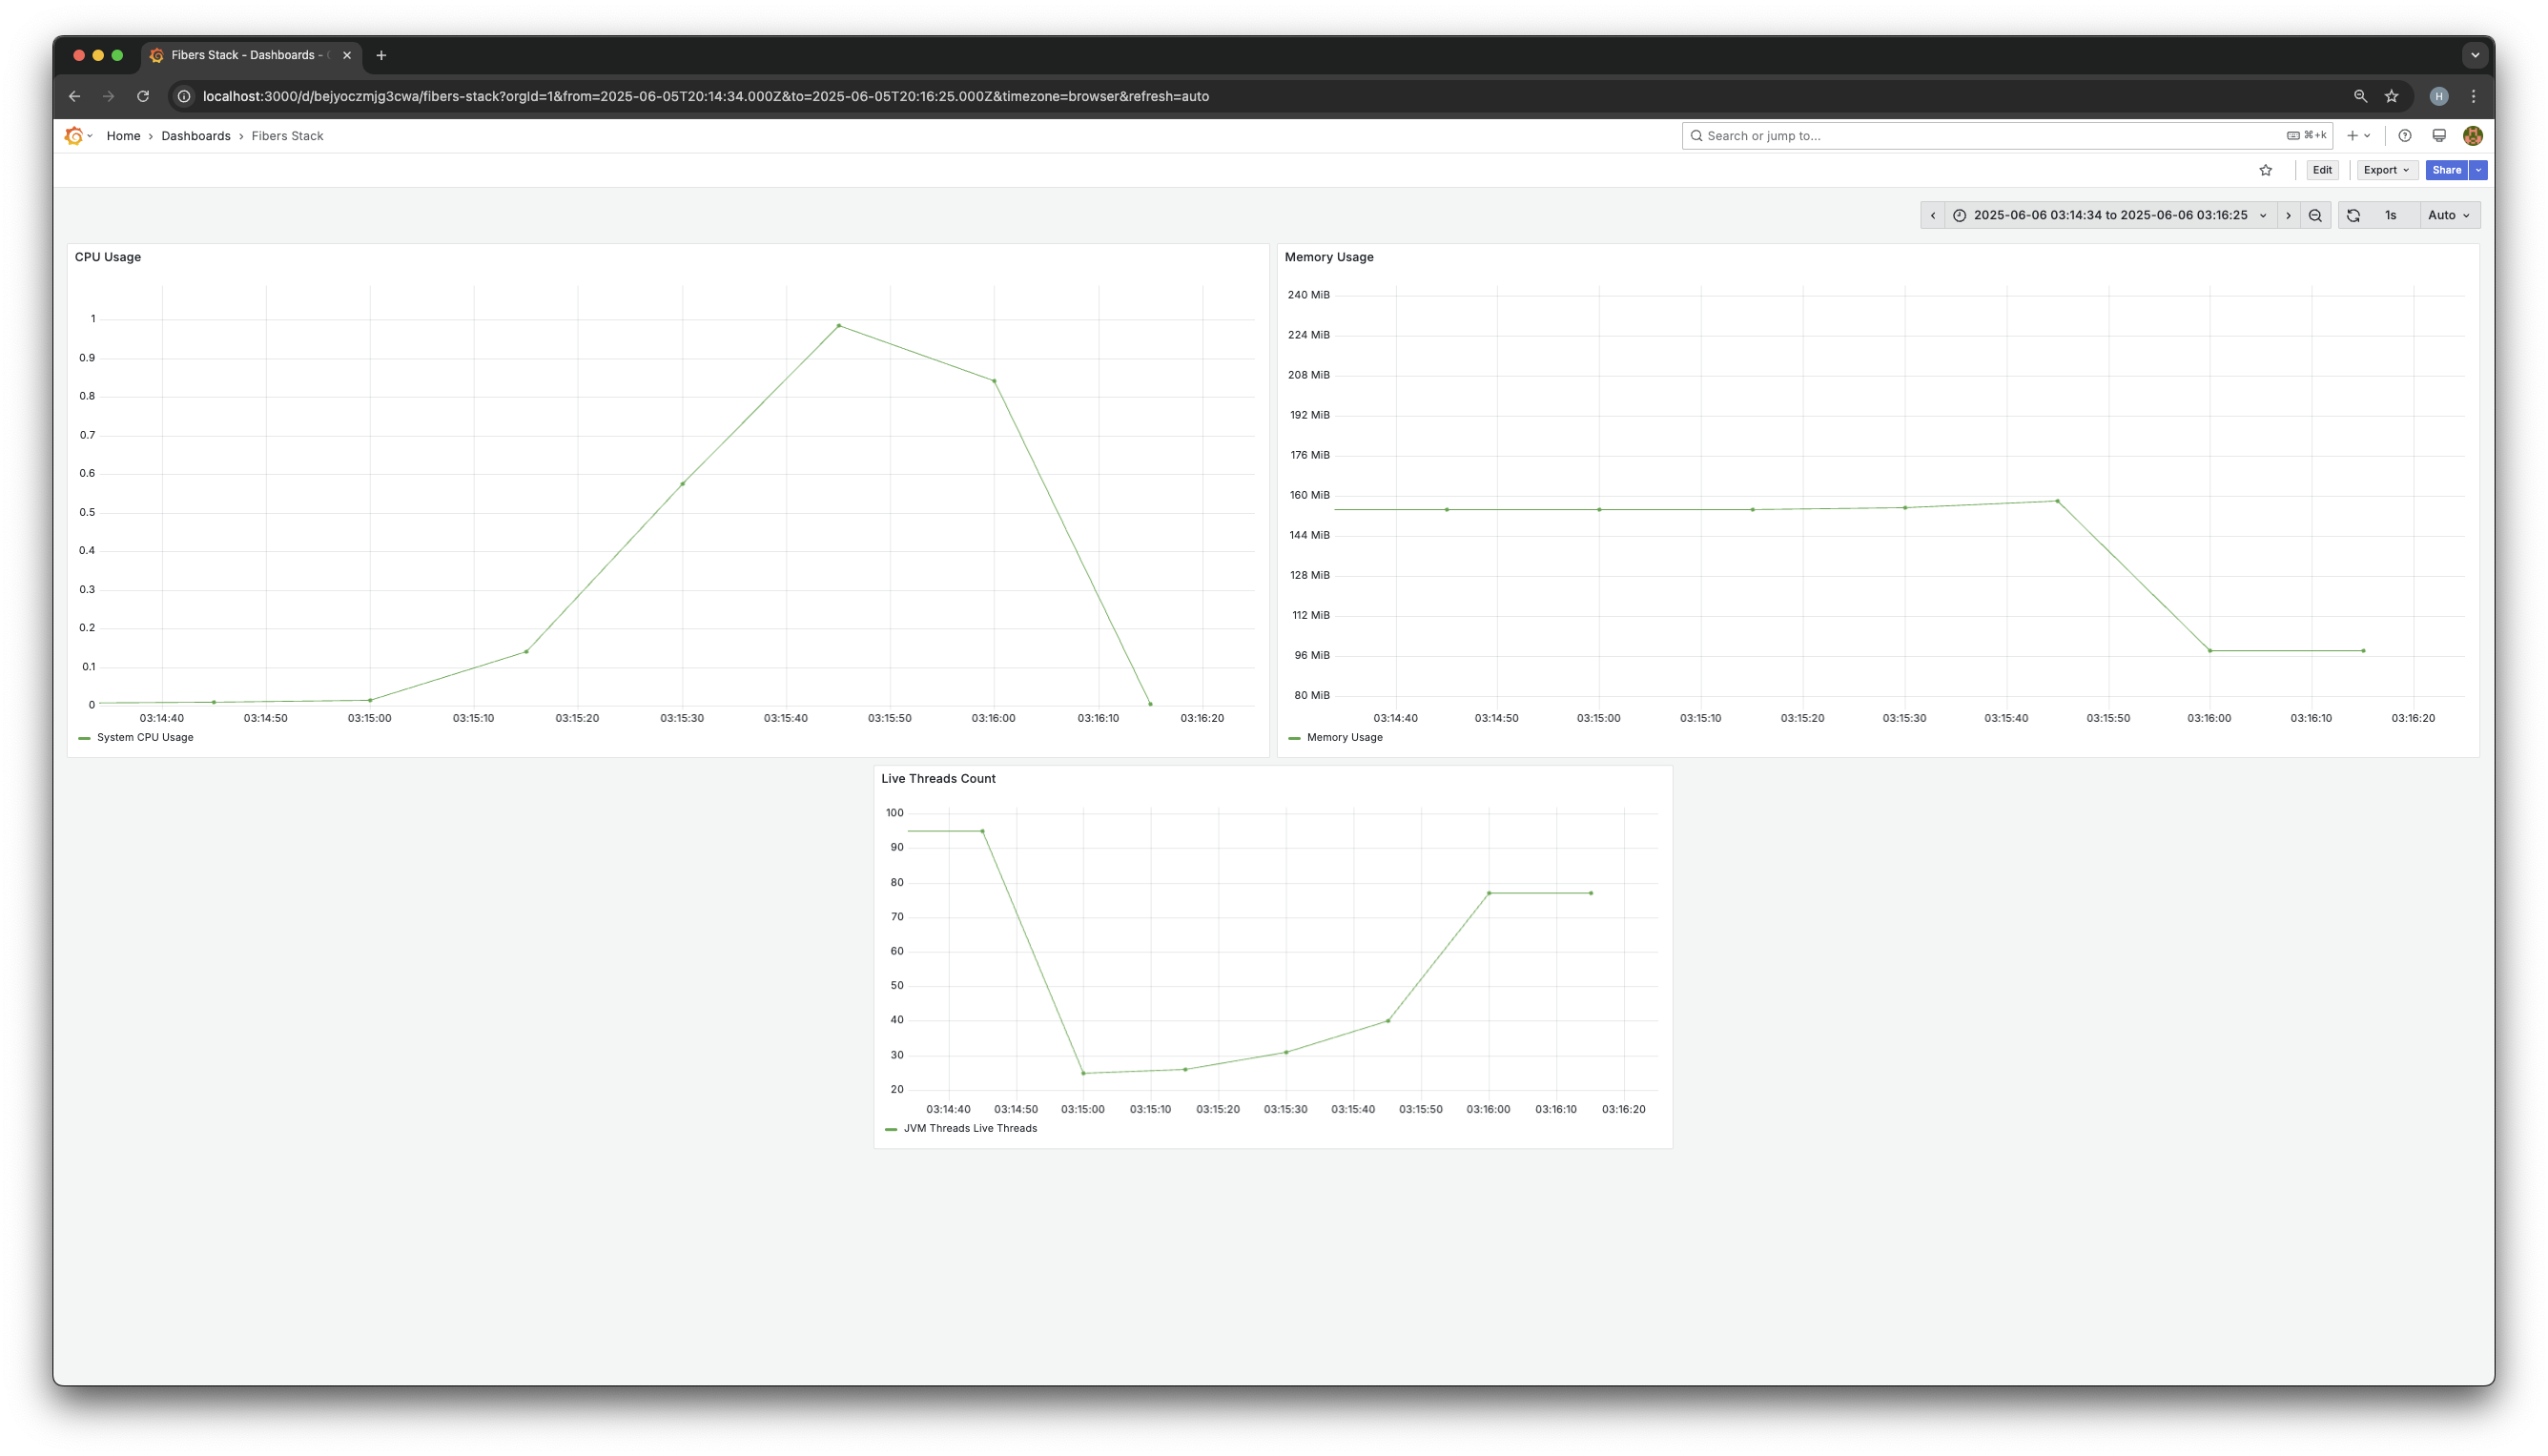 Fibers Stack - Dashboards -
localhost:3000/d/bejyoczmjg3cwa/fibers-stack?orgId=1&from=2025-06-05T20:14:34.000Z&to=2025-06-05T20:16:25.000Z&timezone=browser&refresh=auto
H
Home › Dashboards › Fibers Stack
Search or jump to...
⌘+k
Edit
Export
Share
2025-06-06 03:14:34 to 2025-06-06 03:16:25
1s
Auto
CPU Usage
1
0.9
0.8
0.7
0.6
0.5
0.4
0.3
0.2
0.1
0
03:14:40 03:14:50 03:15:00 03:15:10 03:15:20 03:15:30 03:15:40 03:15:50 03:16:00 03:16:10 03:16:20
System CPU Usage
Memory Usage
240 MiB
224 MiB
208 MiB
192 MiB
176 MiB
160 MiB
144 MiB
128 MiB
112 MiB
96 MiB
80 MiB
03:14:40 03:14:50 03:15:00 03:15:10 03:15:20 03:15:30 03:15:40 03:15:50 03:16:00 03:16:10 03:16:20
Memory Usage
Live Threads Count
100
90
80
70
60
50
40
30
20
03:14:40 03:14:50 03:15:00 03:15:10 03:15:20 03:15:30 03:15:40 03:15:50 03:16:00 03:16:10 03:16:20
JVM Threads Live Threads